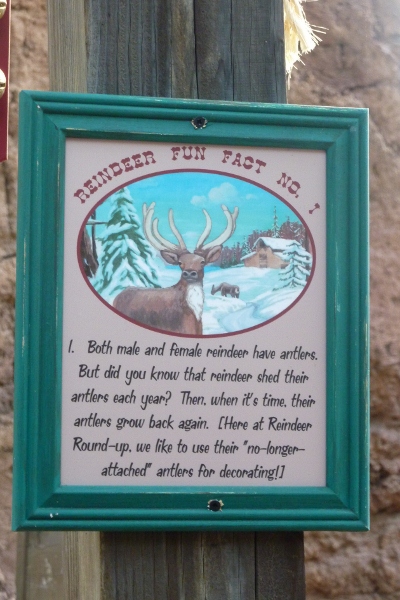 REINDEER FUN FACT NO. 1
1. Both male and female reindeer have antlers.
But did you know that reindeer shed their
antlers each year? Then, when it's time, their
antlers grow back again. [Here at Reindeer
Round-up, we like to use their "no-longer-
attached" antlers for decorating!]